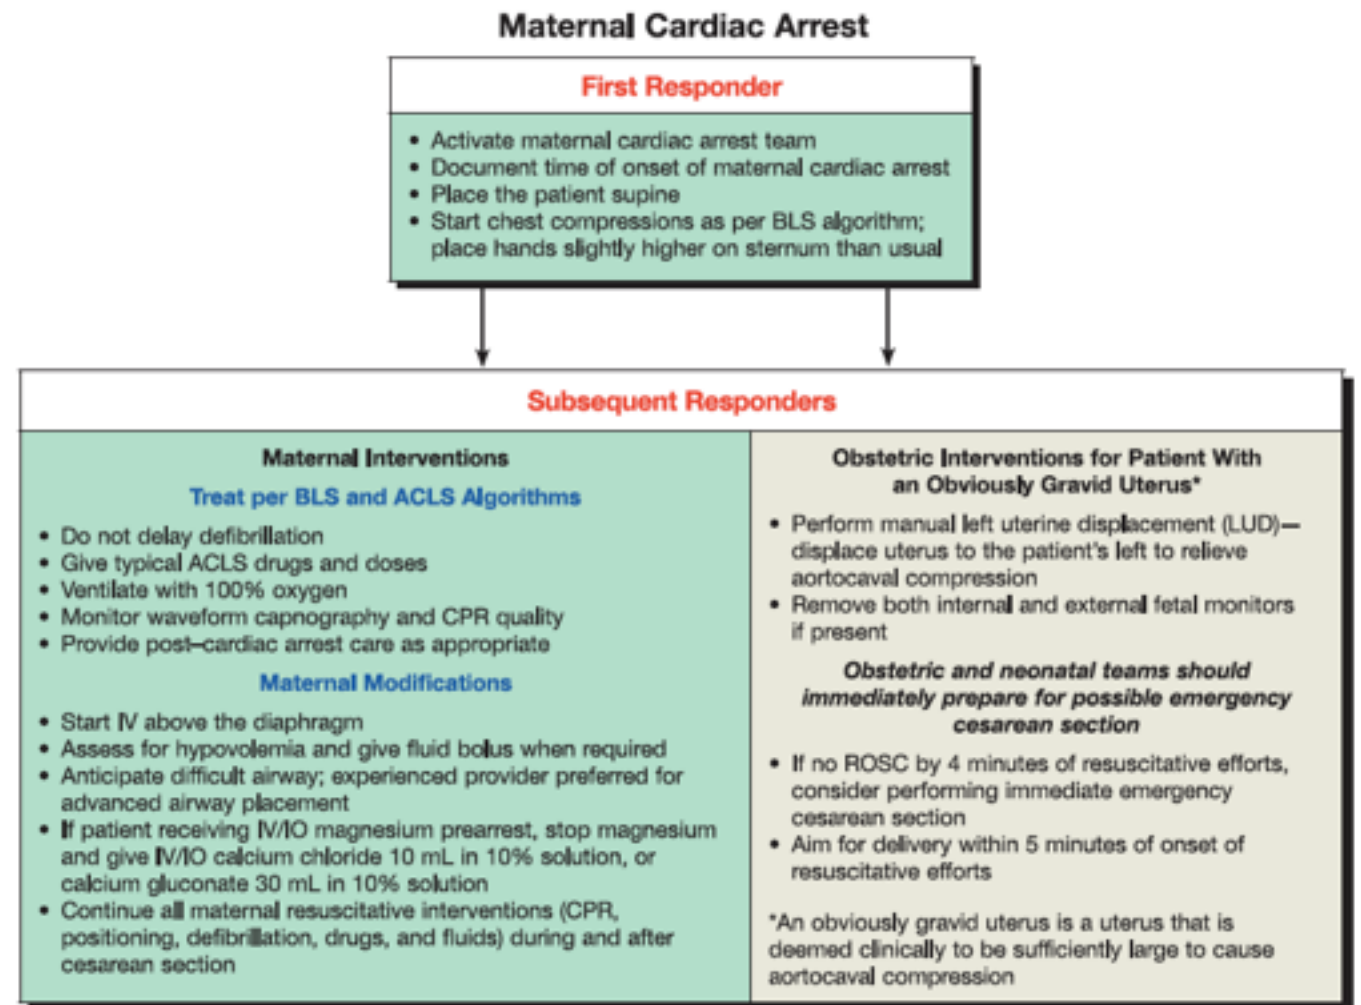 Maternal Cardiac Arrest
First Responder
• Activate maternal cardiac arrest team
• Document time of onset of maternal cardiac arrest
• Place the patient supine
• Start chest compressions as per BLS algorithm;
place hands slightly higher on sternum than usual
Subsequent Responders
Maternal Interventions
Treat per BLS and ACLS Algorithms
• Do not delay defibrillation
• Give typical ACLS drugs and doses
• Ventilate with 100% oxygen
• Monitor waveform capnography and CPR quality
• Provide post–cardiac arrest care as appropriate
Maternal Modifications
• Start IV above the diaphragm
• Assess for hypovolemia and give fluid bolus when required
• Anticipate difficult airway; experienced provider preferred for
advanced airway placement
• If patient receiving IV/IO magnesium prearrest, stop magnesium
and give IV/IO calcium chloride 10 mL in 10% solution, or
calcium gluconate 30 mL in 10% solution
• Continue all maternal resuscitative interventions (CPR,
positioning, defibrillation, drugs, and fluids) during and after
cesarean section
Obstetric Interventions for Patient With
an Obviously Gravid Uterus*
• Perform manual left uterine displacement (LUD)—
displace uterus to the patient's left to relieve
aortocaval compression
• Remove both internal and external fetal monitors
if present
Obstetric and neonatal teams should
immediately prepare for possible emergency
cesarean section
• If no ROSC by 4 minutes of resuscitative efforts,
consider performing immediate emergency
cesarean section
• Aim for delivery within 5 minutes of onset of
resuscitative efforts
*An obviously gravid uterus is a uterus that is
deemed clinically to be sufficiently large to cause
aortocaval compression